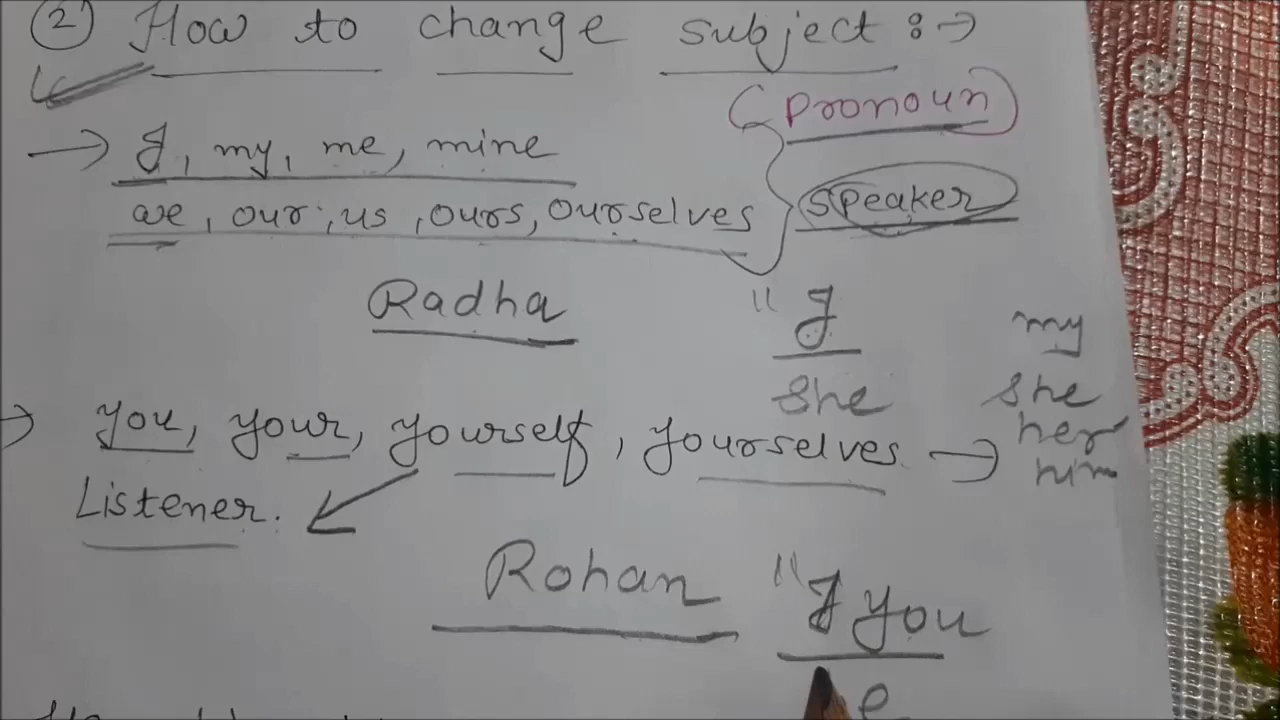 ② How to change subject :→
(Pronoun)
→ I, my, me, mine
speaker
we, our, us, ours, ourselves
Radha "I my
she she
→ you, your, yourself, yourselves. → her
him
Listener.
Rohan "I you